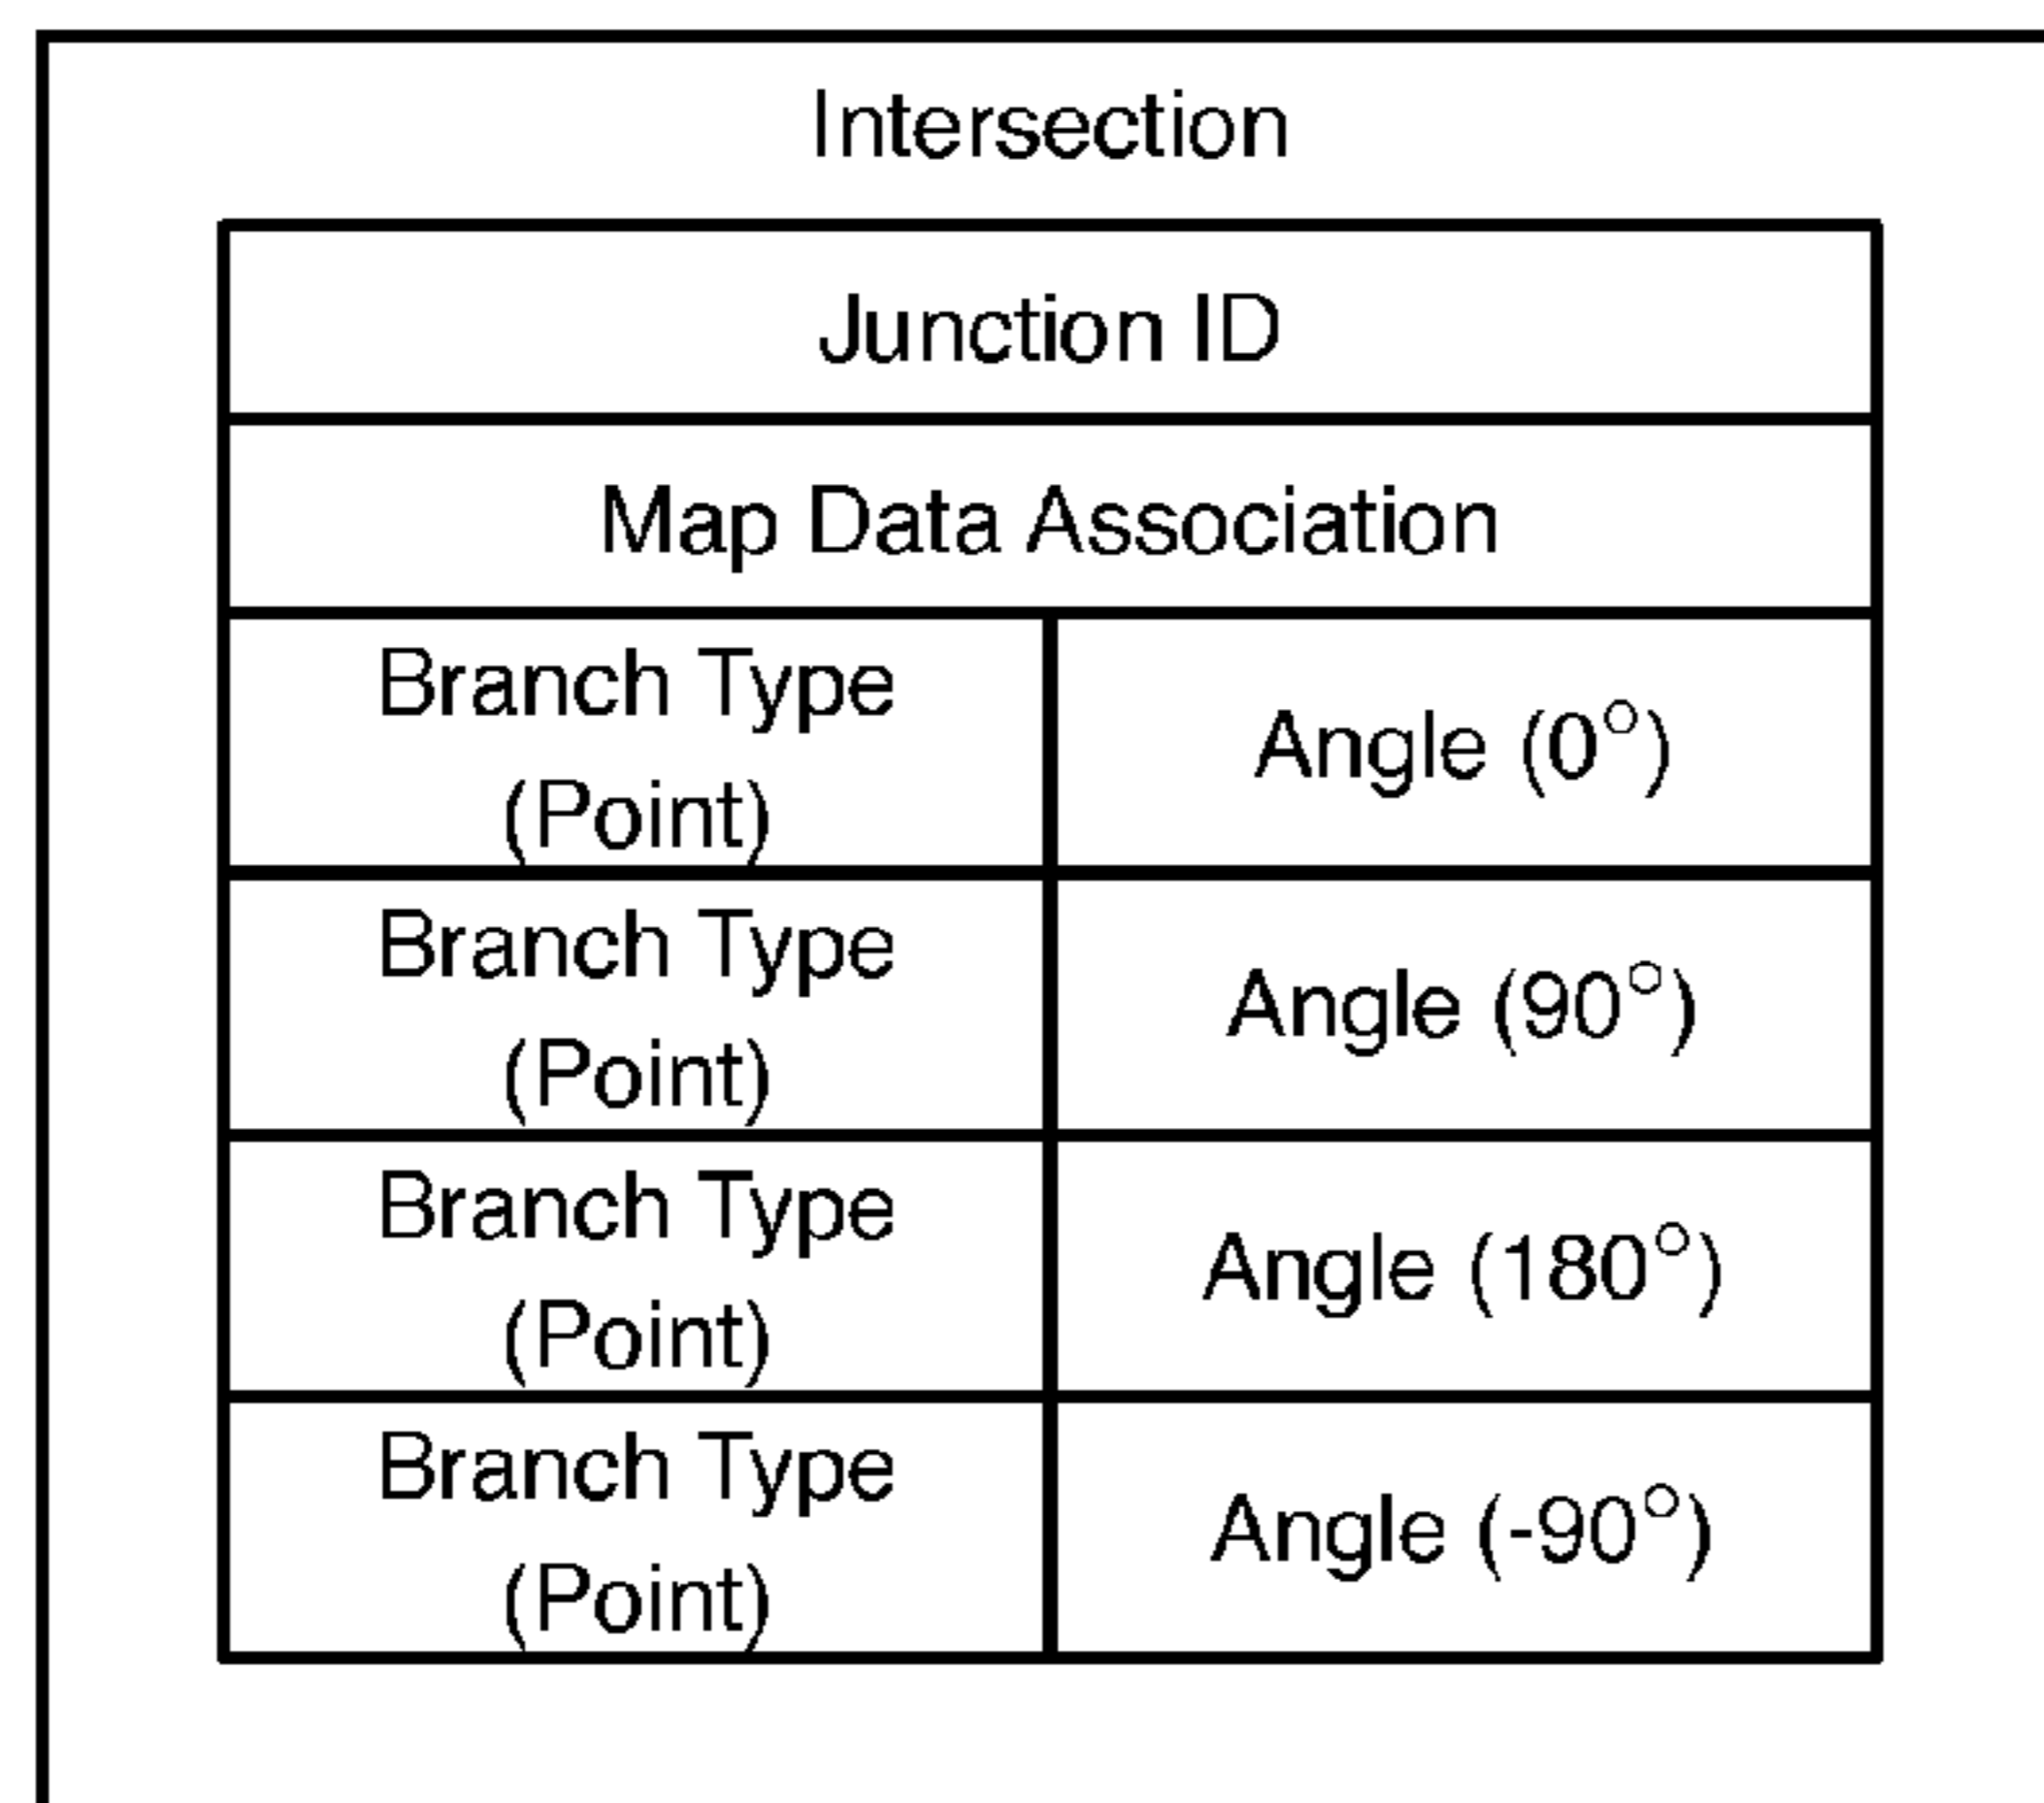 Intersection
Junction ID
Map Data Association
Branch Type
(Point)
Angle (0°)
Branch Type
(Point)
Angle (90°)
Branch Type
(Point)
Angle (180°)
Branch Type
(Point)
Angle (-90°)